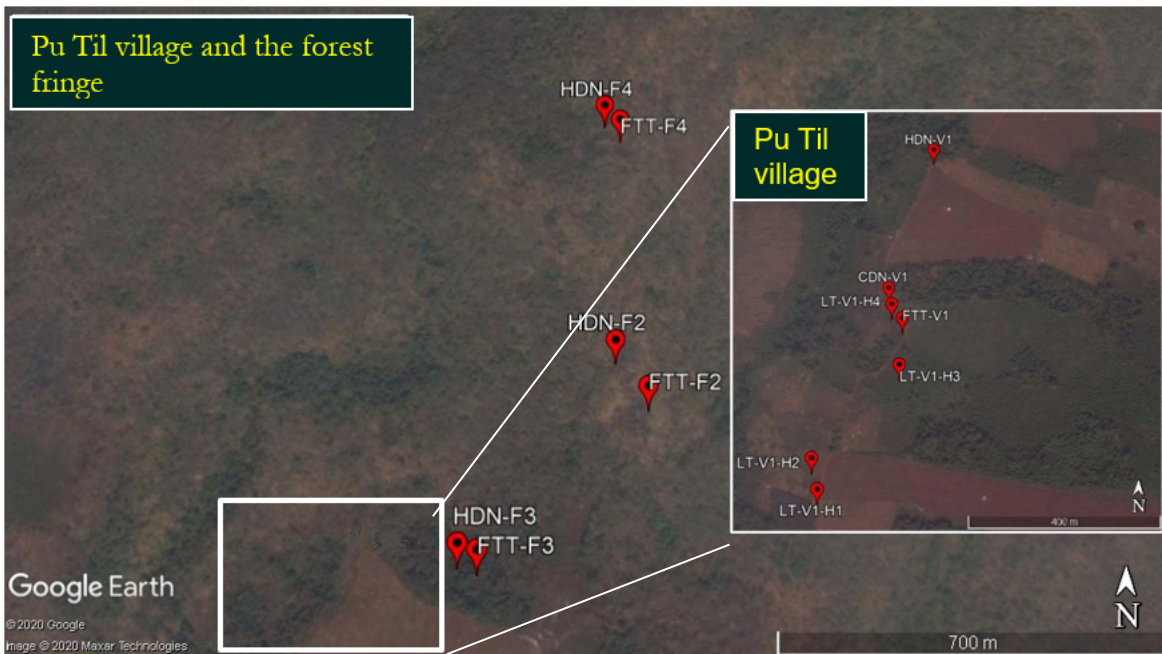 Pu Til village and the forest
fringe
HDN-F4
FTT-F4
HDN-F2
FTT-F2
HDN-F3
FTT-F3
Pu Til
village
HDN-V1
CDN-V1
LT-V1-H4
FTT-V1
LT-V1-H3
LT-V1-H2
LT-V1-H1
N
400 m
Google Earth
© 2020 Google
Image © 2020 Maxar Technologies
N
700 m